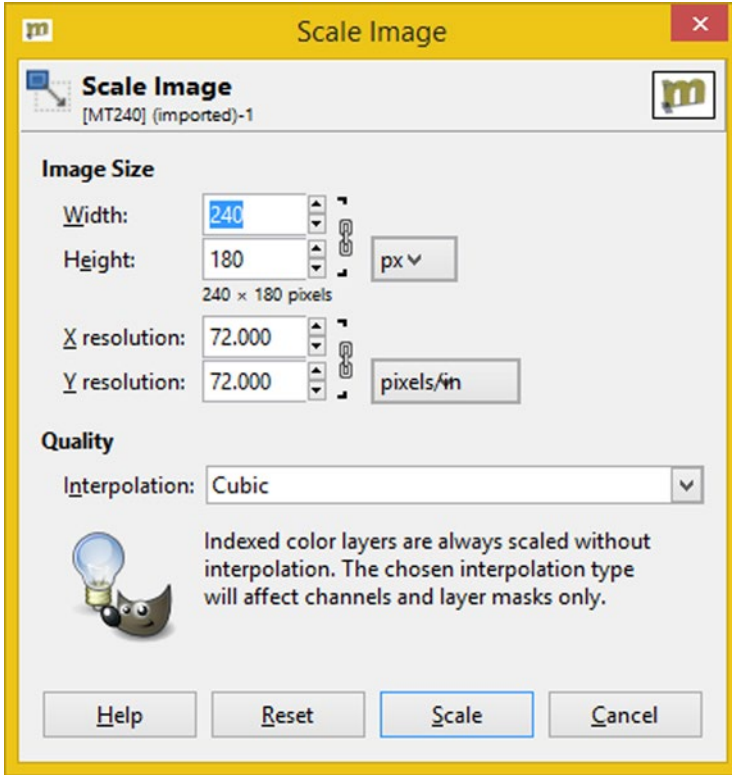 m
Scale Image
Scale Image
[MT240] (imported)-1
m
Image Size
Width: 240
Height: 180 px
240 × 180 pixels
X resolution: 72.000
Y resolution: 72.000 pixels/in
Quality
Interpolation: Cubic
Indexed color layers are always scaled without
interpolation. The chosen interpolation type
will affect channels and layer masks only.
Help Reset Scale Cancel